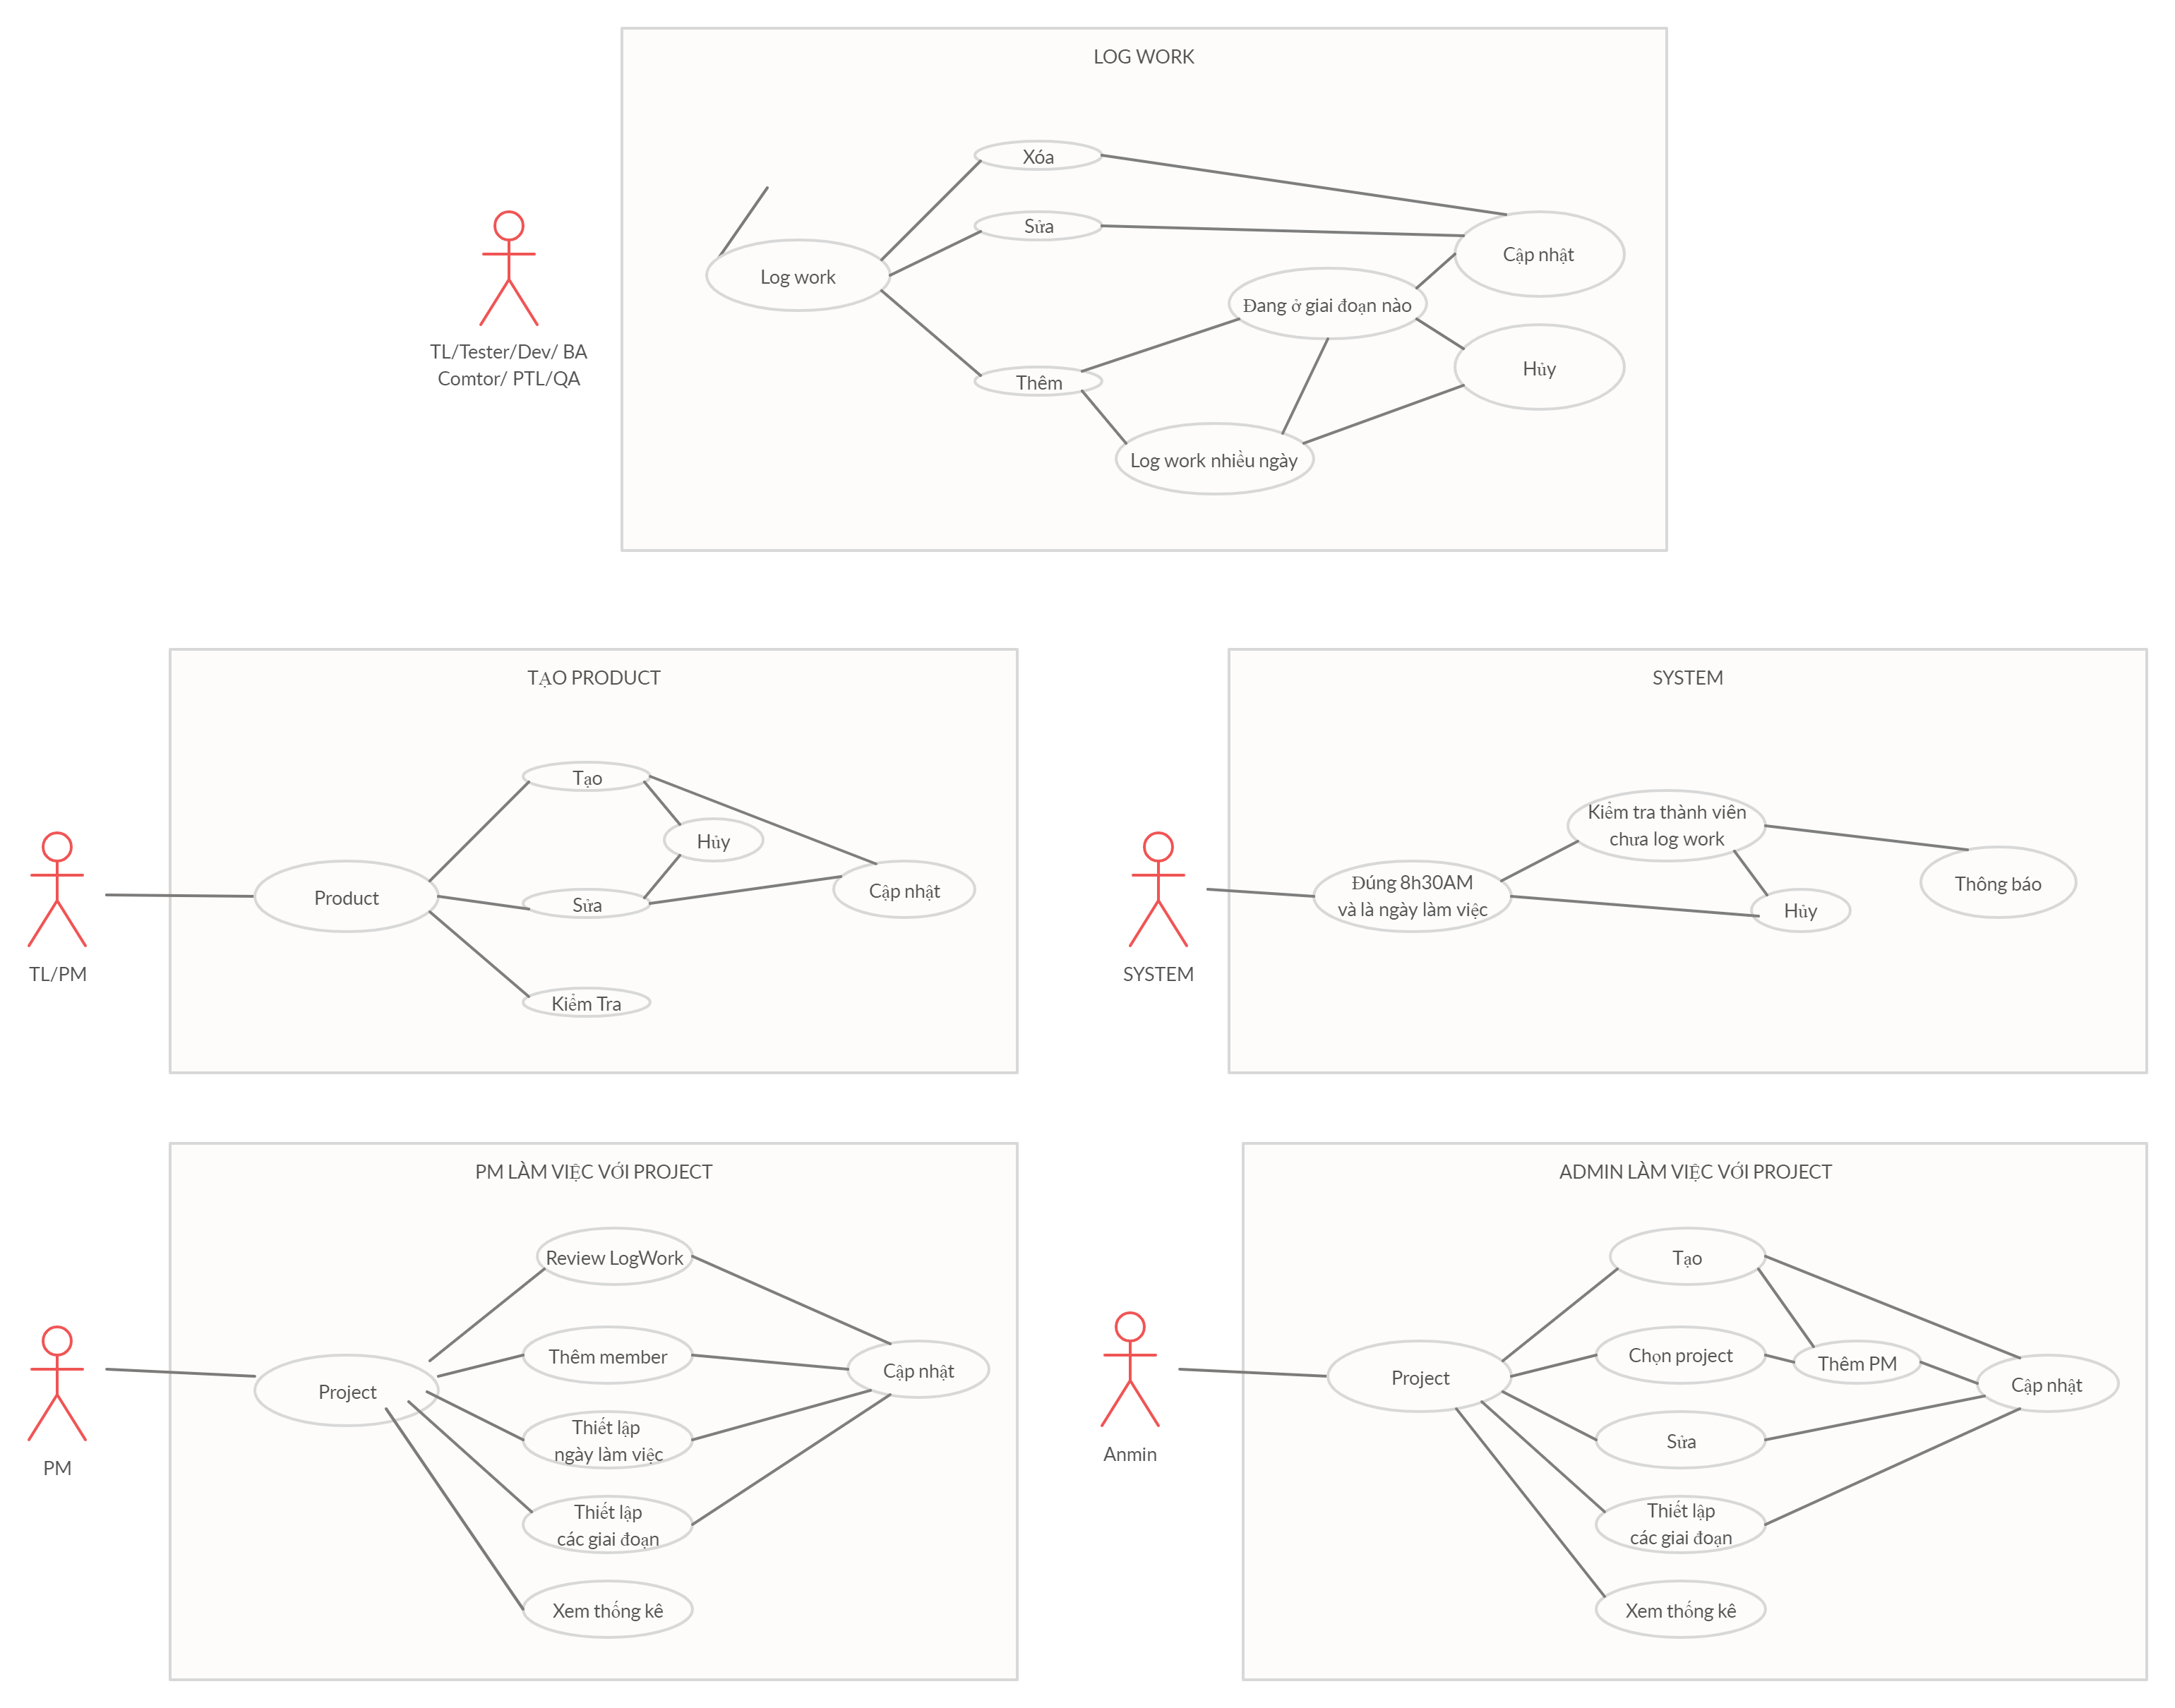 LOG WORK
Xóa
Sửa
Cập nhật
Log work
Đang ở giai đoạn nào
TL/Tester/Dev/ BA
Comtor/ PTL/QA
Hủy
Thêm
Log work nhiều ngày
TẠO PRODUCT
Tạo
Hủy
Product
Sửa
Cập nhật
TL/PM
Kiểm Tra
SYSTEM
Kiểm tra thành viên
chưa log work
Đúng 8h30AM
và là ngày làm việc
Thông báo
Hủy
SYSTEM
PM LÀM VIỆC VỚI PROJECT
Review LogWork
Thêm member
Cập nhật
Project
Thiết lập
ngày làm việc
PM
Thiết lập
các giai đoạn
Xem thống kê
ADMIN LÀM VIỆC VỚI PROJECT
Tạo
Chọn project
Thêm PM
Project
Cập nhật
Sửa
Anmin
Thiết lập
các giai đoạn
Xem thống kê